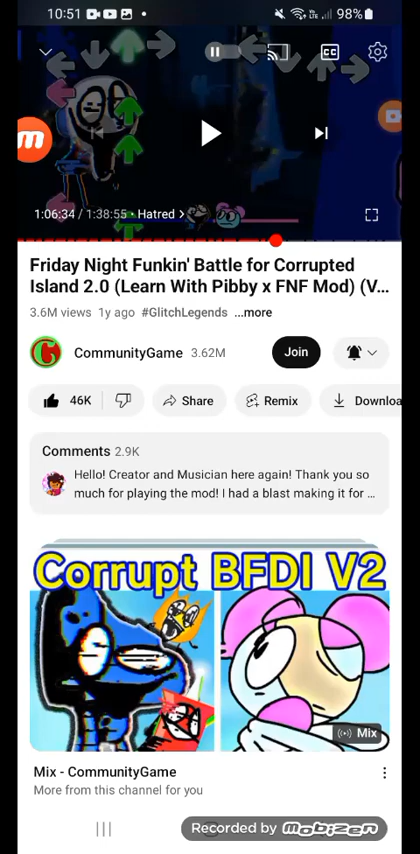 10:51
98%
CC
1:06:34 / 1:38:55 • Hatred >
Friday Night Funkin' Battle for Corrupted
Island 2.0 (Learn With Pibby x FNF Mod) (V...
3.6M views 1y ago #GlitchLegends ...more
CommunityGame 3.62M
Join
46K
Share
Remix
Downloa
Comments 2.9K
Hello! Creator and Musician here again! Thank you so
much for playing the mod! I had a blast making it for ...
Corrupt BFDI V2
Mix
Mix - CommunityGame
More from this channel for you
Recorded by mobizen